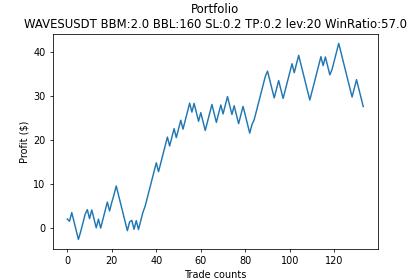 Portfolio
WAVESUSDT BBM:2.0 BBL:160 SL:0.2 TP:0.2 lev:20 WinRatio:57.0
40
30
20
10
0
Profit ($)
0 20 40 60 80 100 120
Trade counts